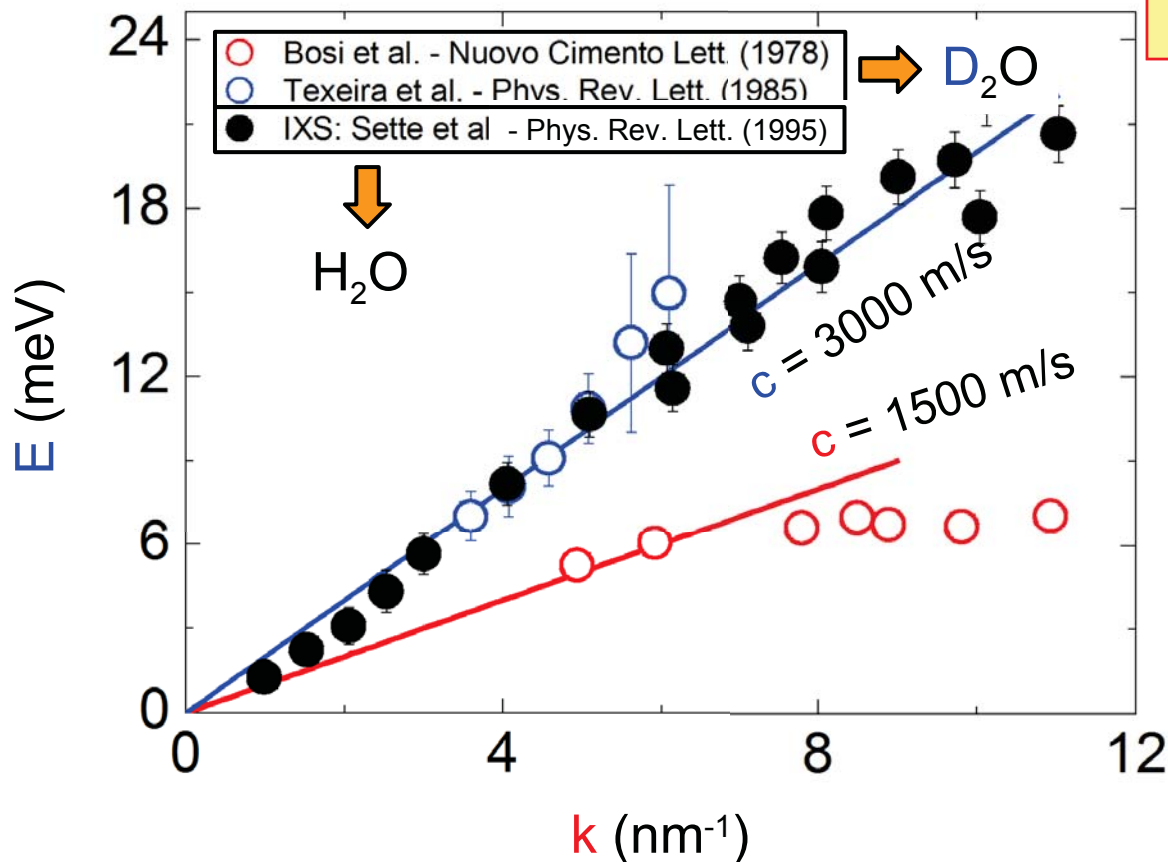 24
18
12
6
0
0
4
8
12
E (meV)
k (nm⁻¹)
Bosi et al. - Nuovo Cimento Lett. (1978)
Texeira et al. - Phys. Rev. Lett. (1985)
IXS: Sette et al - Phys. Rev. Lett. (1995)
D₂O
H₂O
c = 3000 m/s
c = 1500 m/s